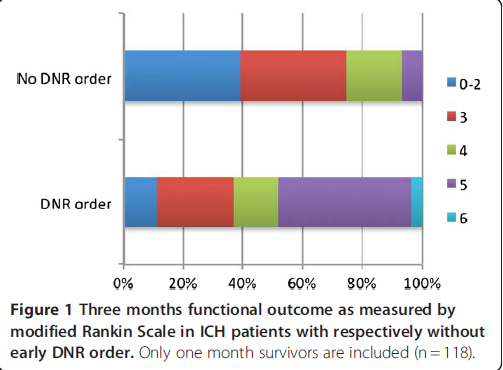 No DNR order
DNR order
0-2
3
4
5
6
0% 20% 40% 60% 80% 100%
Figure 1 Three months functional outcome as measured by
modified Rankin Scale in ICH patients with respectively without
early DNR order. Only one month survivors are included (n = 118).